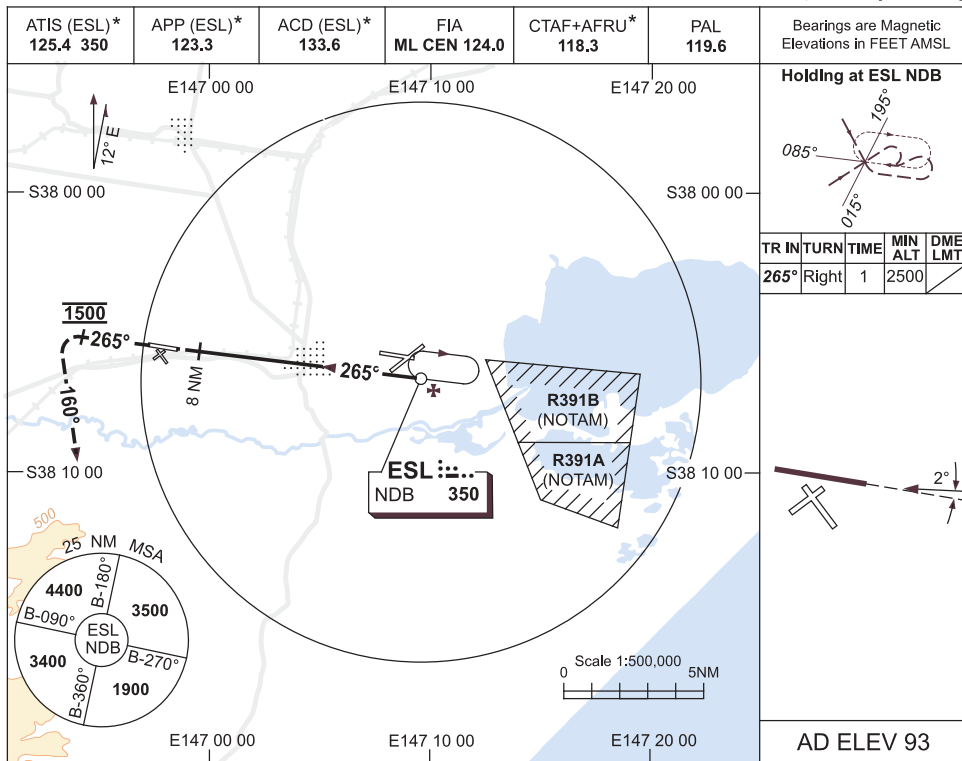 ATIS (ESL)* APP (ESL)* ACD (ESL)* FIA CTAF+AFRU* PAL
125.4 350 123.3 133.6 ML CEN 124.0 118.3 119.6
Bearings are Magnetic
Elevations in FEET AMSL
E147 00 00 E147 10 00 E147 20 00
12° E
S38 00 00 S38 00 00
1500
265°
160°
8 NM
265°
R391B
(NOTAM)
R391A
(NOTAM)
S38 10 00
S38 10 00
ESL
NDB 350
500
25 NM MSA
4400
B-180°
3500
B-090°
ESL
NDB
B-270°
3400
B-360°
1900
Scale 1:500,000
0 5NM
E147 00 00 E147 10 00 E147 20 00
Holding at ESL NDB
195°
085°
015°
TR IN TURN TIME MIN ALT DME LMT
265° Right 1 2500
2°
AD ELEV 93